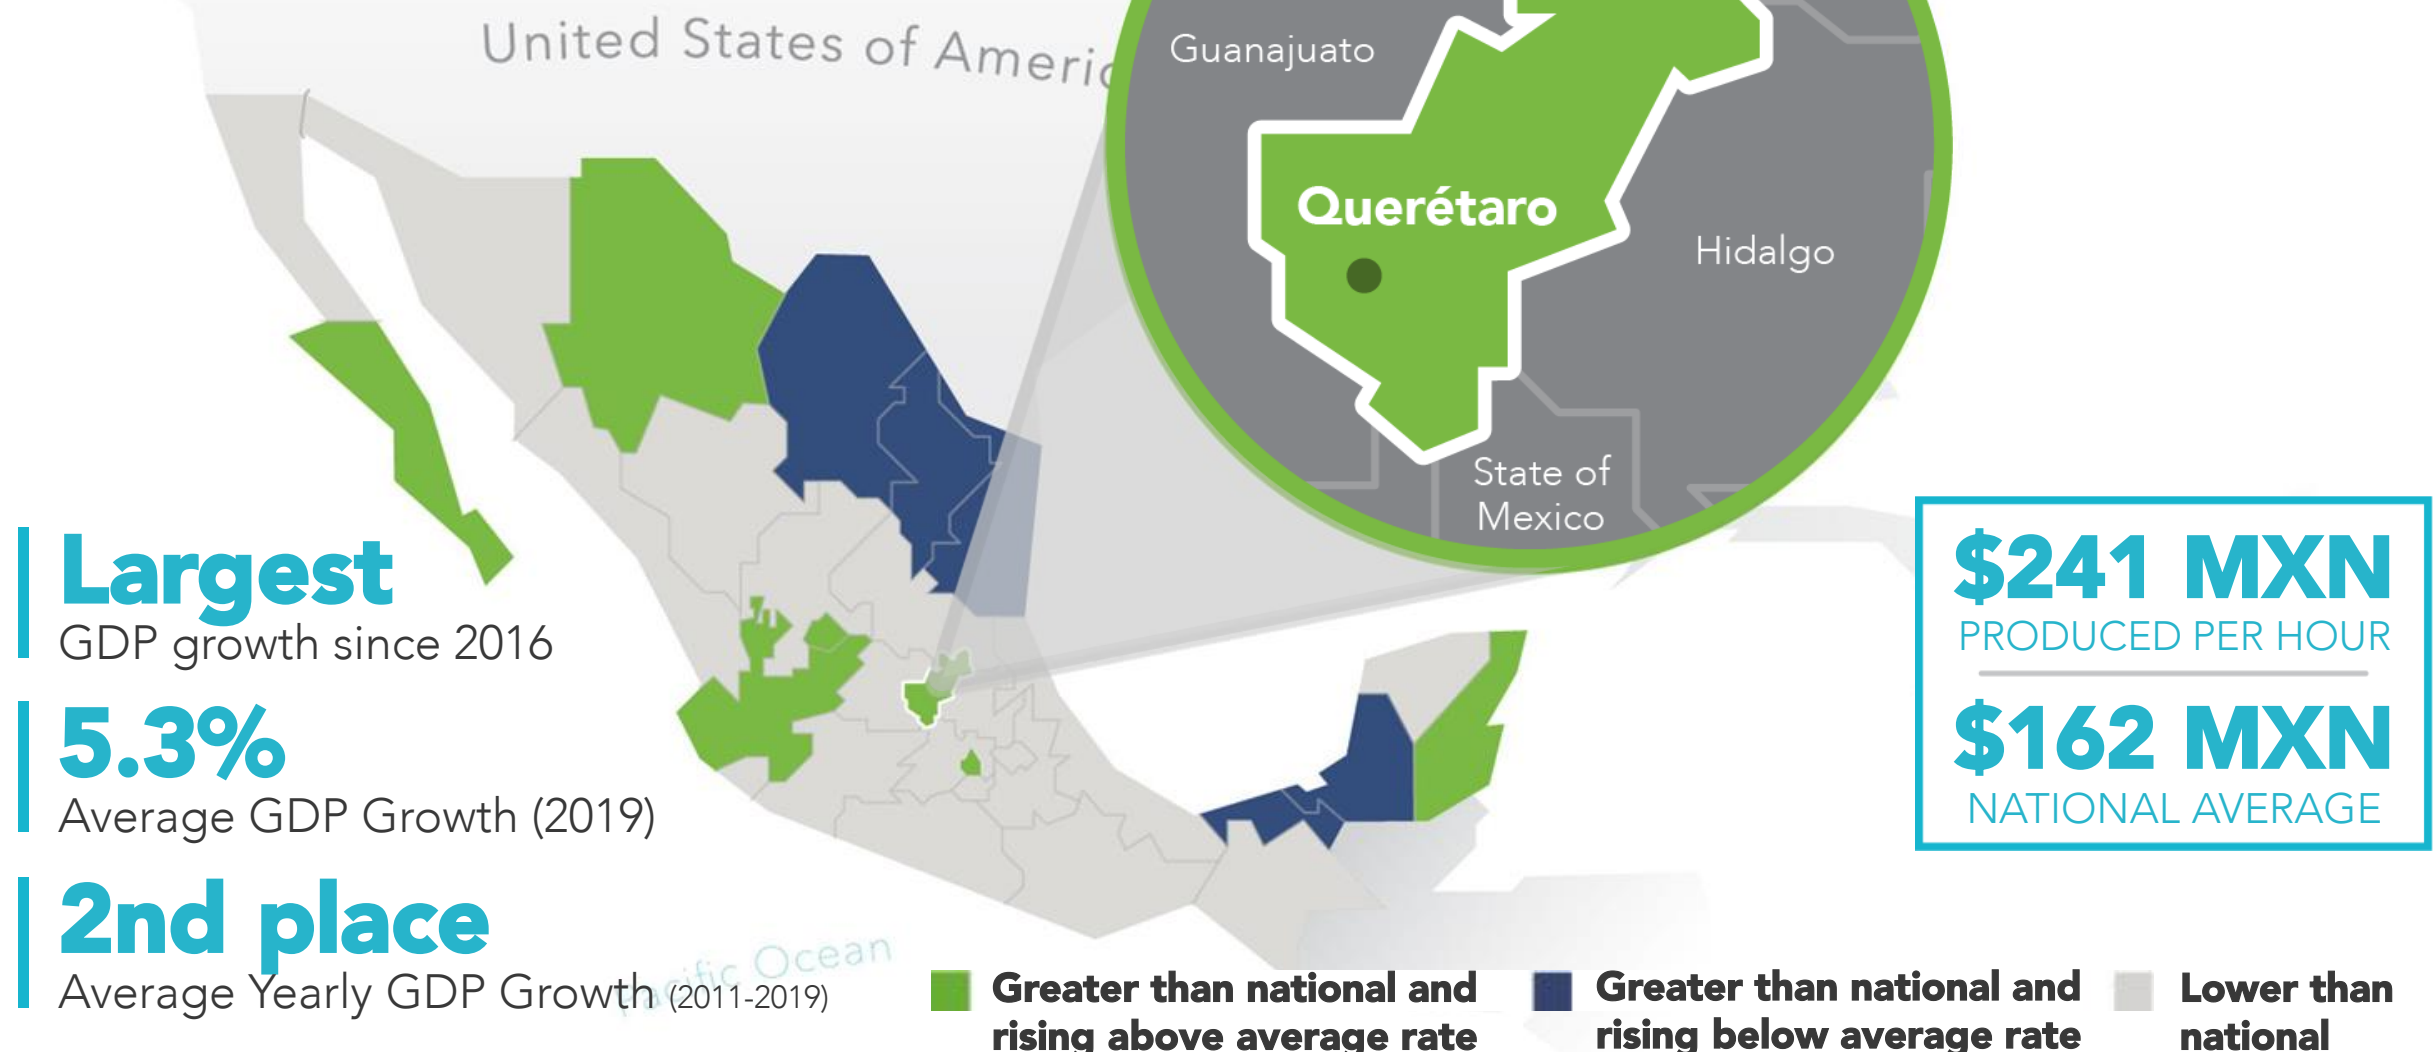 United States of Americ
Guanajuato
Querétaro
Hidalgo
State of
Mexico
Largest
GDP growth since 2016
5.3%
Average GDP Growth (2019)
2nd place
Average Yearly GDP Growth (2011-2019)
Pacific Ocean
$241 MXN
PRODUCED PER HOUR
$162 MXN
NATIONAL AVERAGE
Greater than national and
rising above average rate
Greater than national and
rising below average rate
Lower than
national